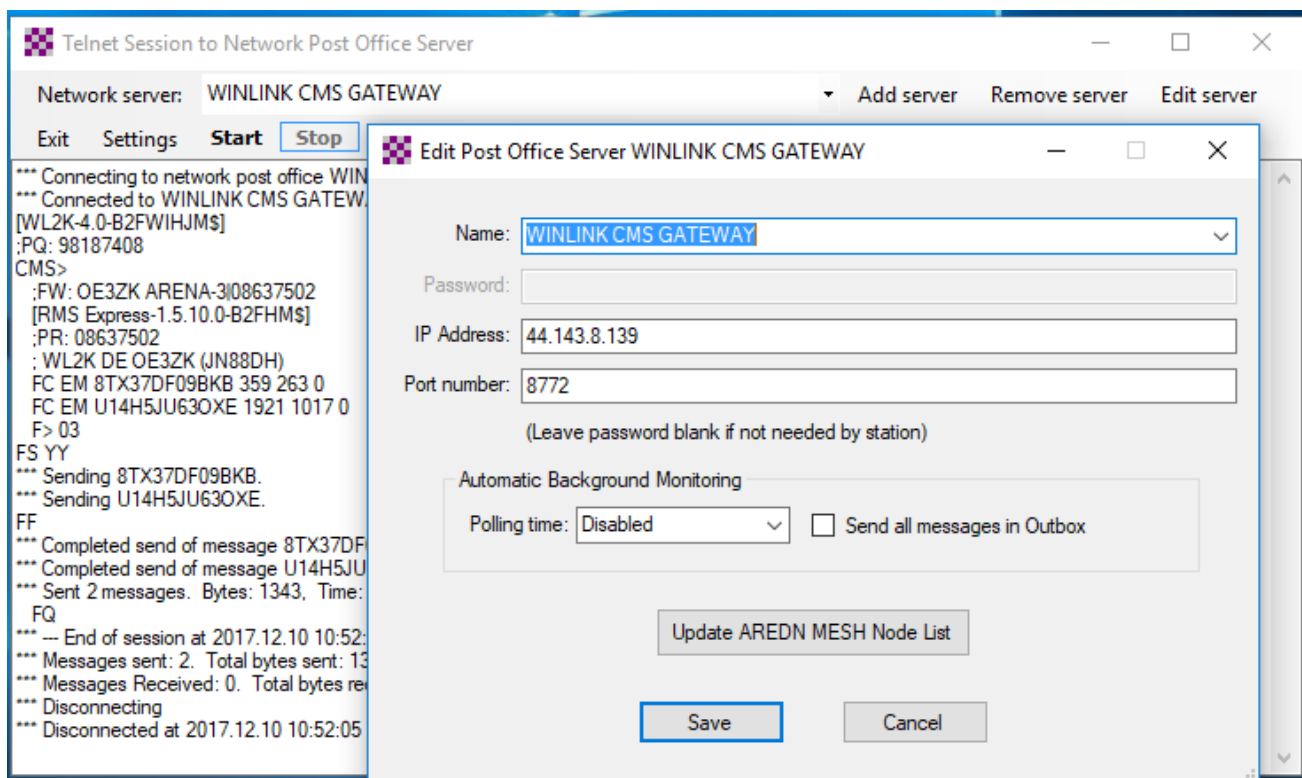 Telnet Session to Network Post Office Server
Network server: WINLINK CMS GATEWAY Add server Remove server Edit server
Exit Settings Start Stop
*** Connecting to network post office WIN
*** Connected to WINLINK CMS GATEW
[WL2K-4.0-B2FWIHJM$]
;PQ: 98187408
CMS>
;FW: OE3ZK ARENA-3|08637502
[RMS Express-1.5.10.0-B2FHM$]
;PR: 08637502
; WL2K DE OE3ZK (JN88DH)
FC EM 8TX37DF09BKB 359 263 0
FC EM U14H5JU63OXE 1921 1017 0
F> 03
FS YY
*** Sending 8TX37DF09BKB.
*** Sending U14H5JU63OXE.
FF
*** Completed send of message 8TX37DF
*** Completed send of message U14H5JU
*** Sent 2 messages. Bytes: 1343, Time:
FQ
*** --- End of session at 2017.12.10 10:52:
*** Messages sent: 2. Total bytes sent: 13
*** Messages Received: 0. Total bytes re
*** Disconnecting
*** Disconnected at 2017.12.10 10:52:05
Edit Post Office Server WINLINK CMS GATEWAY
Name: WINLINK CMS GATEWAY
Password:
IP Address: 44.143.8.139
Port number: 8772
(Leave password blank if not needed by station)
Automatic Background Monitoring
Polling time: Disabled Send all messages in Outbox
Update AREDN MESH Node List
Save Cancel